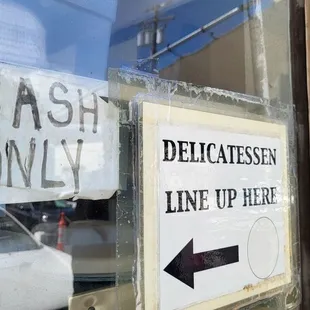 ASH
NLY
DELICATESSEN
LINE UP HERE